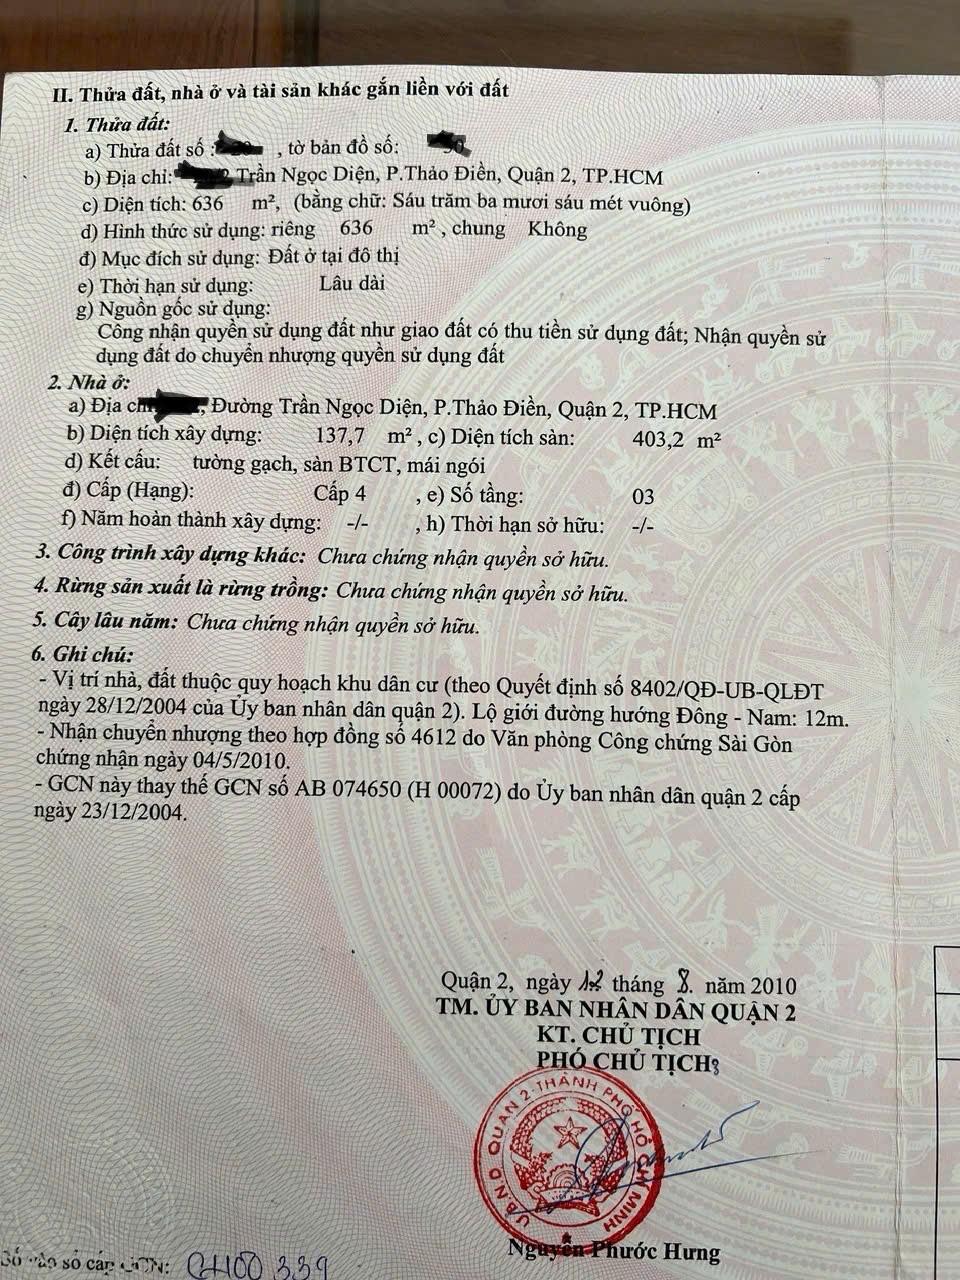 II. Thửa đất, nhà ở và tài sản khác gắn liền với đất
1. Thửa đất:
a) Thửa đất số : , tờ bản đồ số:
b) Địa chỉ: Trần Ngọc Diện, P.Thảo Điền, Quận 2, TP.HCM
c) Diện tích: 636 m², (bằng chữ: Sáu trăm ba mươi sáu mét vuông)
d) Hình thức sử dụng: riêng 636 m², chung Không
đ) Mục đích sử dụng: Đất ở tại đô thị
e) Thời hạn sử dụng: Lâu dài
g) Nguồn gốc sử dụng:
Công nhận quyền sử dụng đất như giao đất có thu tiền sử dụng đất; Nhận quyền sử
dụng đất do chuyển nhượng quyền sử dụng đất
2. Nhà ở:
a) Địa , Đường Trần Ngọc Diện, P.Thảo Điền, Quận 2, TP.HCM
b) Diện tích xây dựng: 137,7 m², c) Diện tích sàn: 403,2 m²
d) Kết cấu: tường gạch, sàn BTCT, mái ngói
đ) Cấp (Hạng): Cấp 4 , e) Số tầng: 03
f) Năm hoàn thành xây dựng: -/- , h) Thời hạn sở hữu: -/-
3. Công trình xây dựng khác: Chưa chứng nhận quyền sở hữu.
4. Rừng sản xuất là rừng trồng: Chưa chứng nhận quyền sở hữu.
5. Cây lâu năm: Chưa chứng nhận quyền sở hữu.
6. Ghi chú:
- Vị trí nhà, đất thuộc quy hoạch khu dân cư (theo Quyết định số 8402/QĐ-UB-QLĐT
ngày 28/12/2004 của Ủy ban nhân dân quận 2). Lộ giới đường hướng Đông - Nam: 12m.
- Nhận chuyển nhượng theo hợp đồng số 4612 do Văn phòng Công chứng Sài Gòn
chứng nhận ngày 04/5/2010.
- GCN này thay thế GCN số AB 074650 (H 00072) do Ủy ban nhân dân quận 2 cấp
ngày 23/12/2004.
Quận 2, ngày 12 tháng 8. năm 2010
TM. ỦY BAN NHÂN DÂN QUẬN 2
KT. CHỦ TỊCH
PHÓ CHỦ TỊCH
U.B.N.D QUẬN 2 THÀNH PHỐ HỒ CHÍ MINH
Nguyễn Phước Hưng
Số vào sổ cấp GCN: CH00339